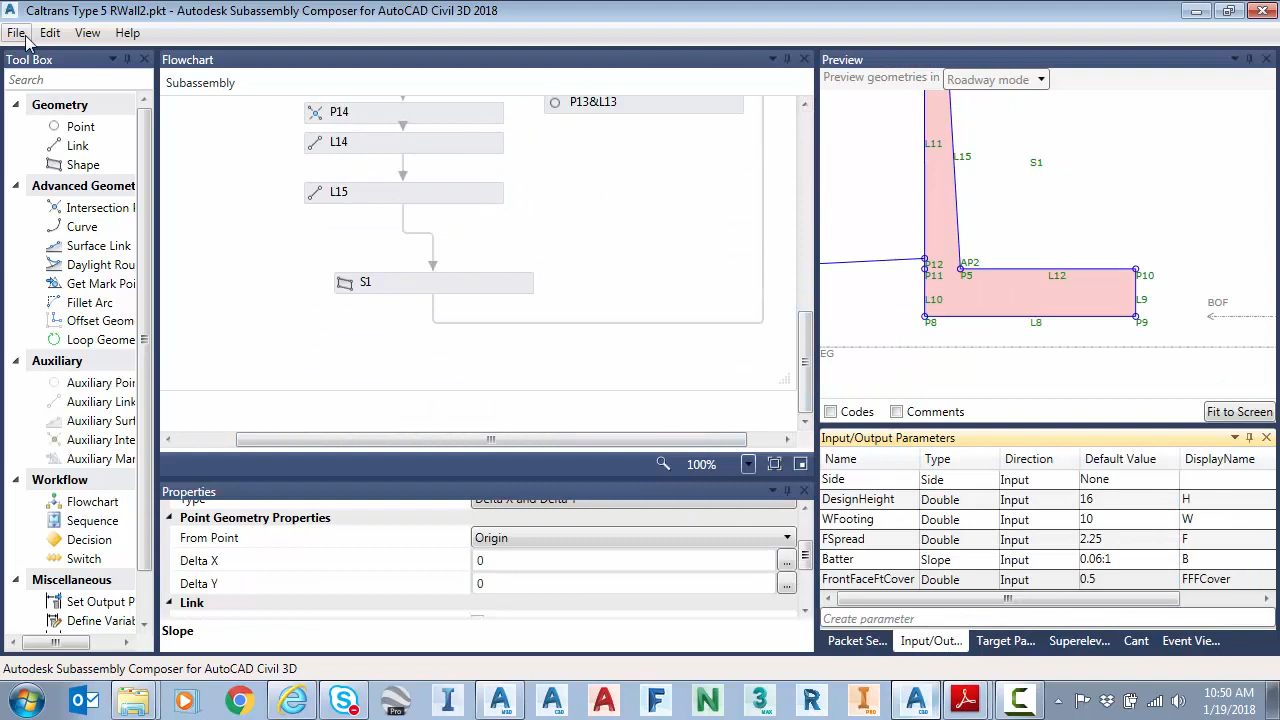 Caltrans Type 5 RWall2.pkt - Autodesk Subassembly Composer for AutoCAD Civil 3D 2018
File Edit View Help
Tool Box
Search
Geometry
Point
Link
Shape
Advanced Geomet
Intersection I
Curve
Surface Link
Daylight Rou
Get Mark Poi
Fillet Arc
Offset Geom
Loop Geome
Auxiliary
Auxiliary Poi
Auxiliary Link
Auxiliary Surf
Auxiliary Inte
Auxiliary Mar
Workflow
Flowchart
Sequence
Decision
Switch
Miscellaneous
Set Output P
Define Variab
Flowchart
Subassembly
P14
P13&L13
L14
L15
S1
100%
Properties
Type Delta X and Delta Y
Point Geometry Properties
From Point Origin
Delta X 0 ...
Delta Y 0 ...
Link
Slope
Preview
Preview geometries in Roadway mode
L11
L15
S1
P12
AP2
P11
P5
L12
P10
L10
L9
BOF
P8
L8
P9
EG
Codes Comments Fit to Screen
Input/Output Parameters
Name Type Direction Default Value DisplayName
Side Side Input None
DesignHeight Double Input 16 H
WFooting Double Input 10 W
FSpread Double Input 2.25 F
Batter Slope Input 0.06:1 B
FrontFaceFtCover Double Input 0.5 FFFCover
Create parameter
Packet Se... Input/Out... Target Pa... Superelev... Cant Event Vie...
Autodesk Subassembly Composer for AutoCAD Civil 3D
10:50 AM
1/19/2018